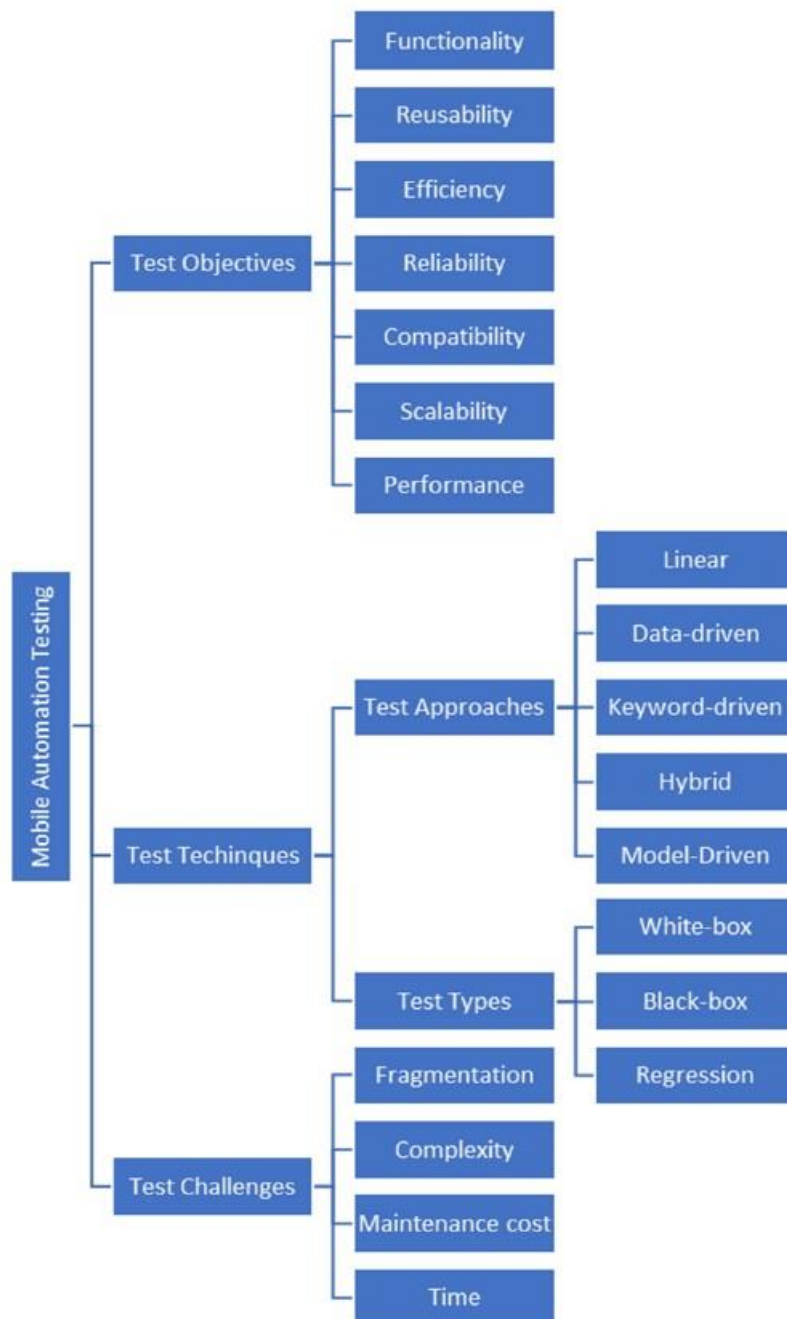 Mobile Automation Testing
Test Objectives
Functionality
Reusability
Efficiency
Reliability
Compatibility
Scalability
Performance
Test Techinques
Test Approaches
Linear
Data-driven
Keyword-driven
Hybrid
Model-Driven
Test Types
White-box
Black-box
Regression
Test Challenges
Fragmentation
Complexity
Maintenance cost
Time